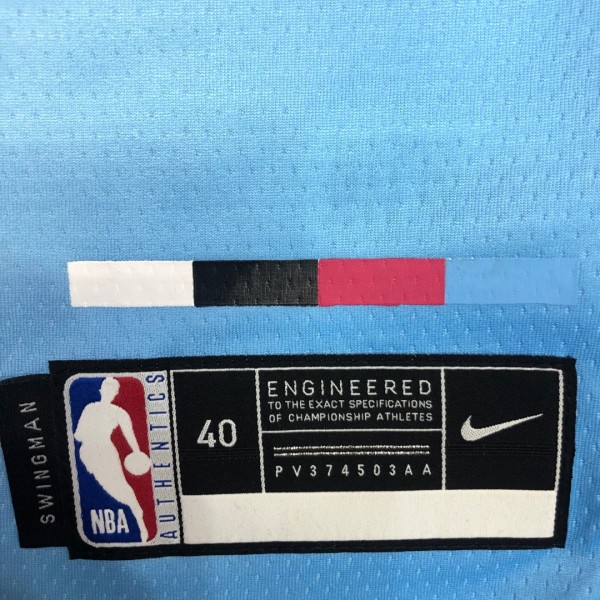 SWINGMAN
NBA
AUTHENTICS
40
ENGINEERED
TO THE EXACT SPECIFICATIONS
OF CHAMPIONSHIP ATHLETES
PV374503AA